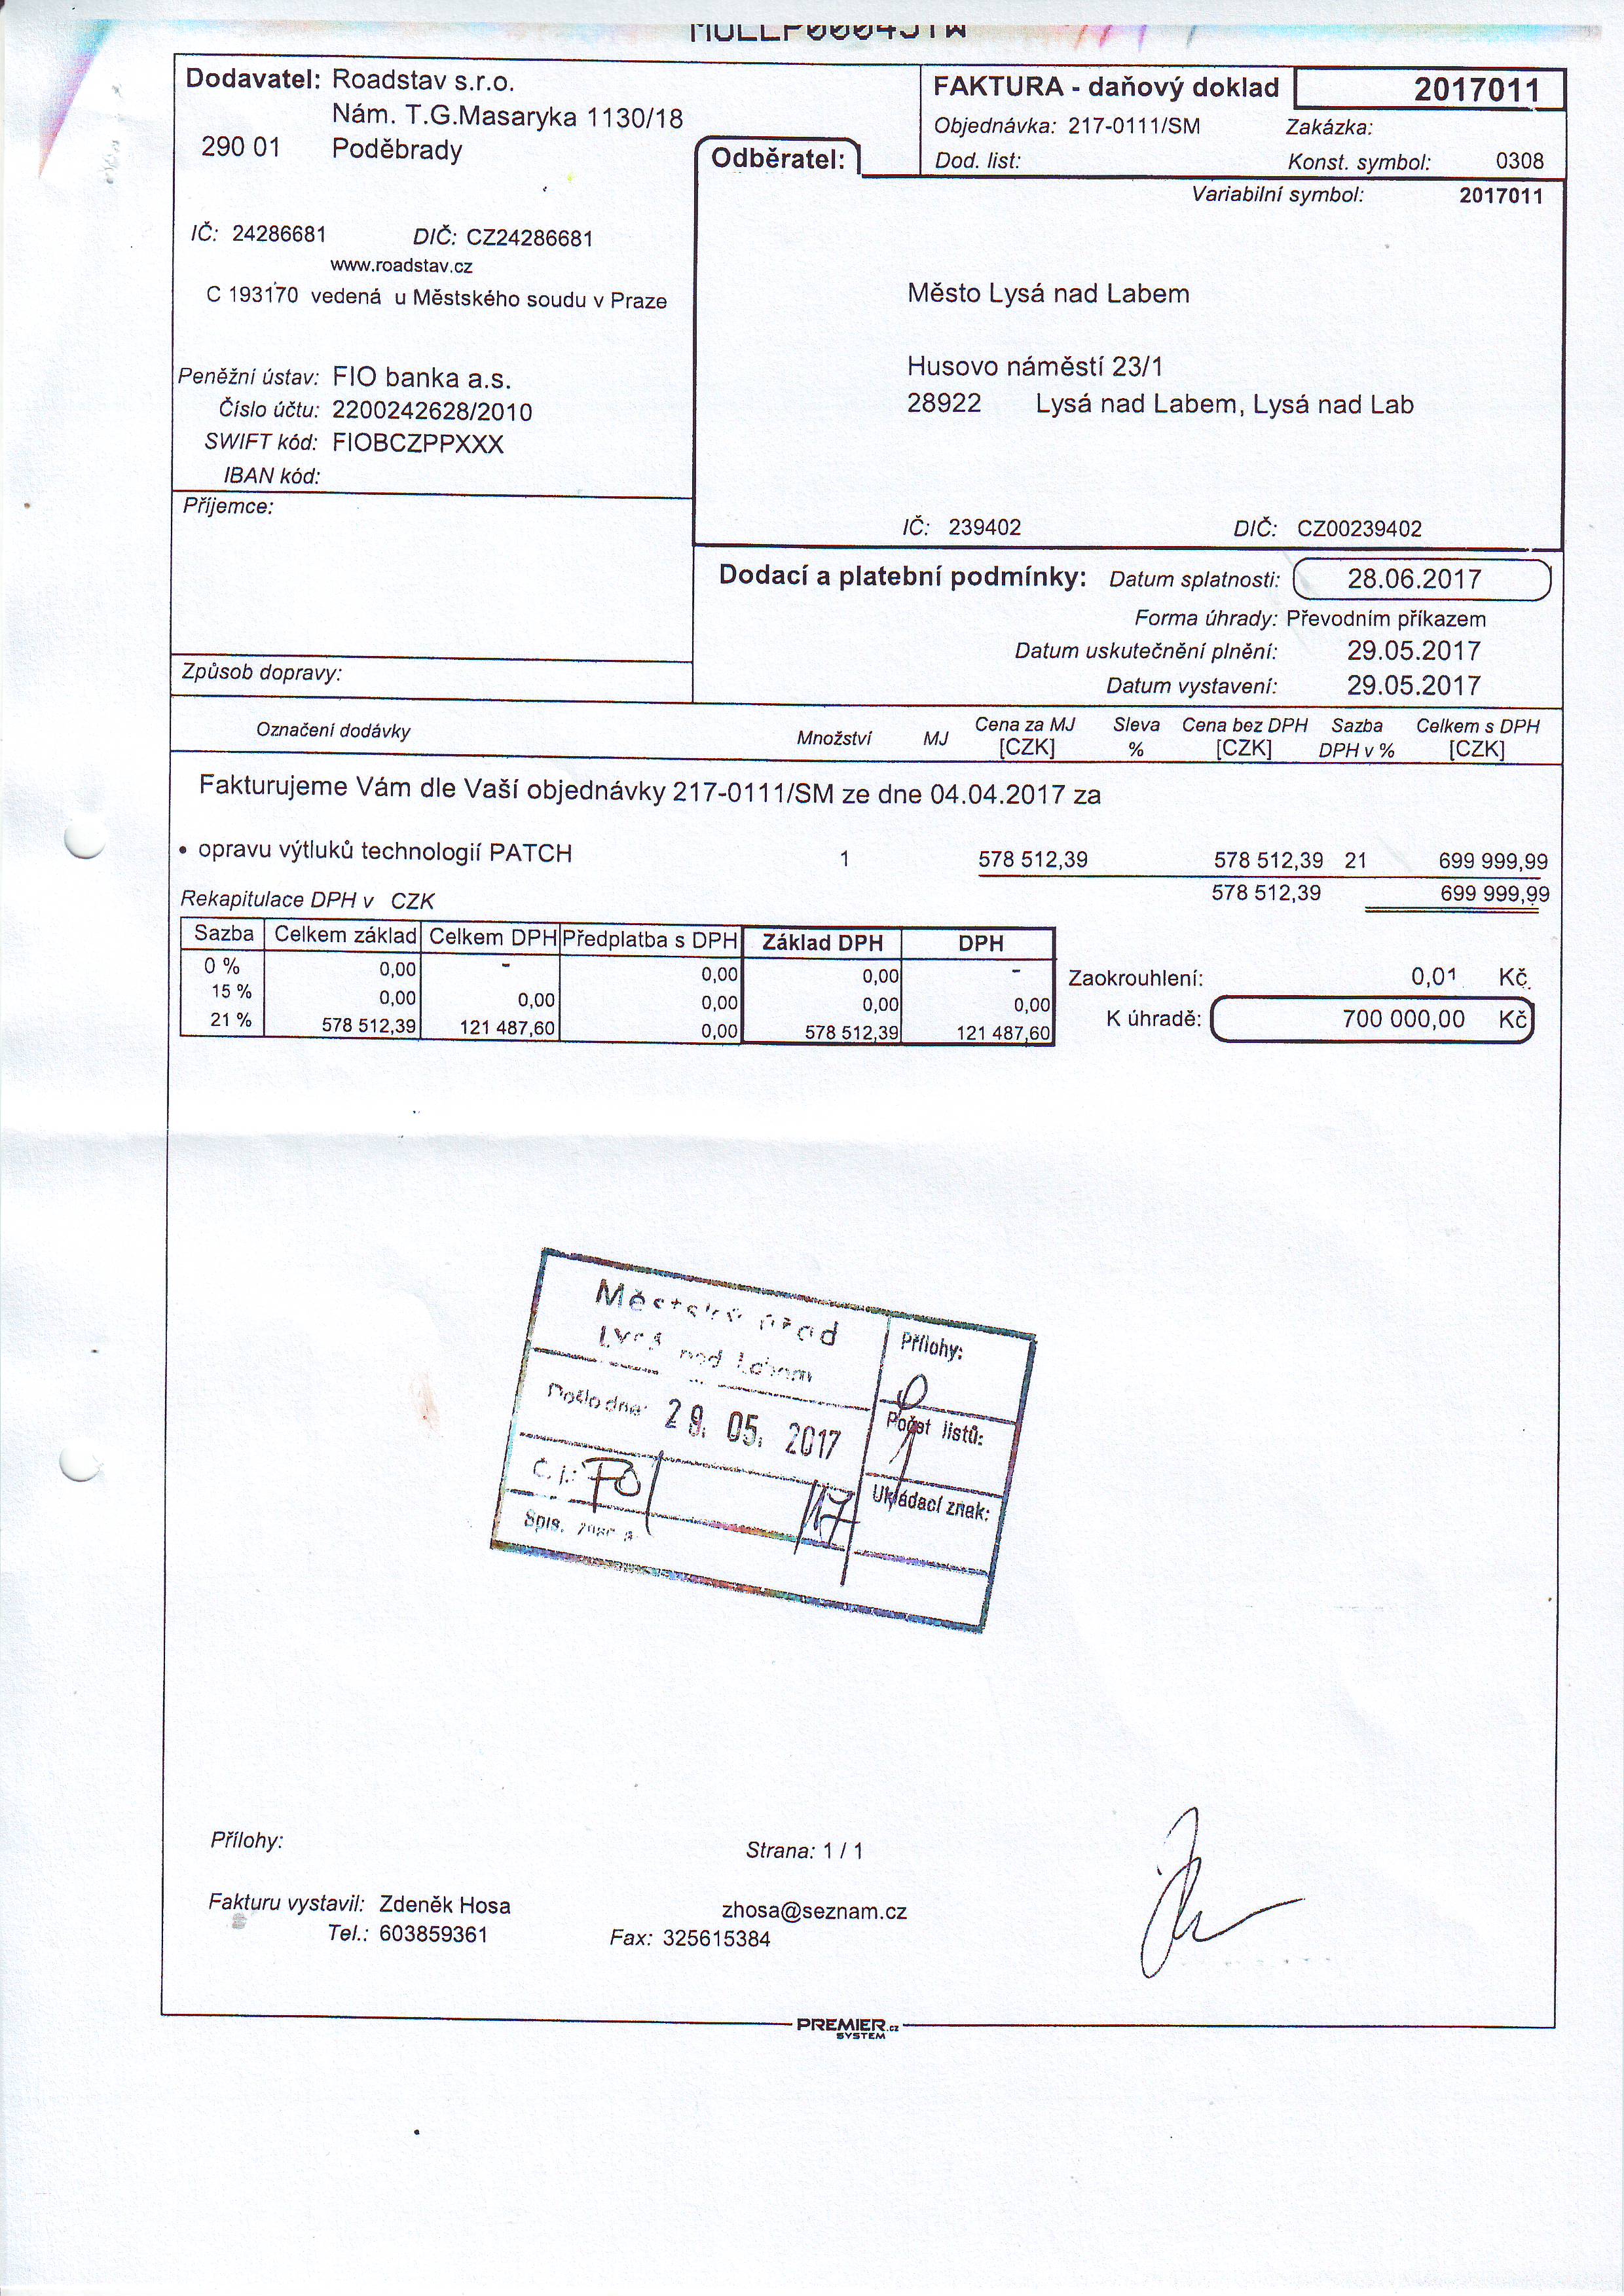 Dodavatel: Roadstav s.r.o.
Nám. T.G.Masaryka 1130/18
290 01 Poděbrady
IČ: 24286681 DIČ: CZ24286681
www.roadstav.cz
C 193170 vedená u Městského soudu v Praze
Peněžní ústav: FIO banka a.s.
Číslo účtu: 2200242628/2010
SWIFT kód: FIOBCZPPXXX
IBAN kód:
Příjemce:
Způsob dopravy:
FAKTURA - daňový doklad 2017011
Objednávka: 217-0111/SM Zakázka:
Dod. list: Konst. symbol: 0308
Variabilní symbol: 2017011
Odběratel:
Město Lysá nad Labem
Husovo náměstí 23/1
28922 Lysá nad Labem, Lysá nad Lab
IČ: 239402 DIČ: CZ00239402
Dodací a platební podmínky: Datum splatnosti: 28.06.2017
Forma úhrady: Převodním příkazem
Datum uskutečnění plnění: 29.05.2017
Datum vystavení: 29.05.2017
Označení dodávky Množství MJ Cena za MJ [CZK] Sleva % Cena bez DPH [CZK] Sazba DPH v % Celkem s DPH [CZK]
Fakturujeme Vám dle Vaší objednávky 217-0111/SM ze dne 04.04.2017 za
• opravu výtluků technologií PATCH 1 578 512,39 578 512,39 21 699 999,99
578 512,39 699 999,99
Rekapitulace DPH v CZK
Sazba Celkem základ Celkem DPH Předplatba s DPH Základ DPH DPH
0 % 0,00 - 0,00 0,00 -
15 % 0,00 0,00 0,00 0,00 0,00
21 % 578 512,39 121 487,60 0,00 578 512,39 121 487,60
Zaokrouhlení: 0,01 Kč
K úhradě: 700 000,00 Kč
Městský úřad
Lysá nad Labem
Došlo dne: 29. 05. 2017
Č. j.: /17
Přílohy: 0
Počet listů: 1
Ukládací znak:
Spis.
Přílohy:
Strana: 1 / 1
Fakturu vystavil: Zdeněk Hosa zhosa@seznam.cz
Tel.: 603859361 Fax: 325615384
PREMIER.cz
SYSTEM